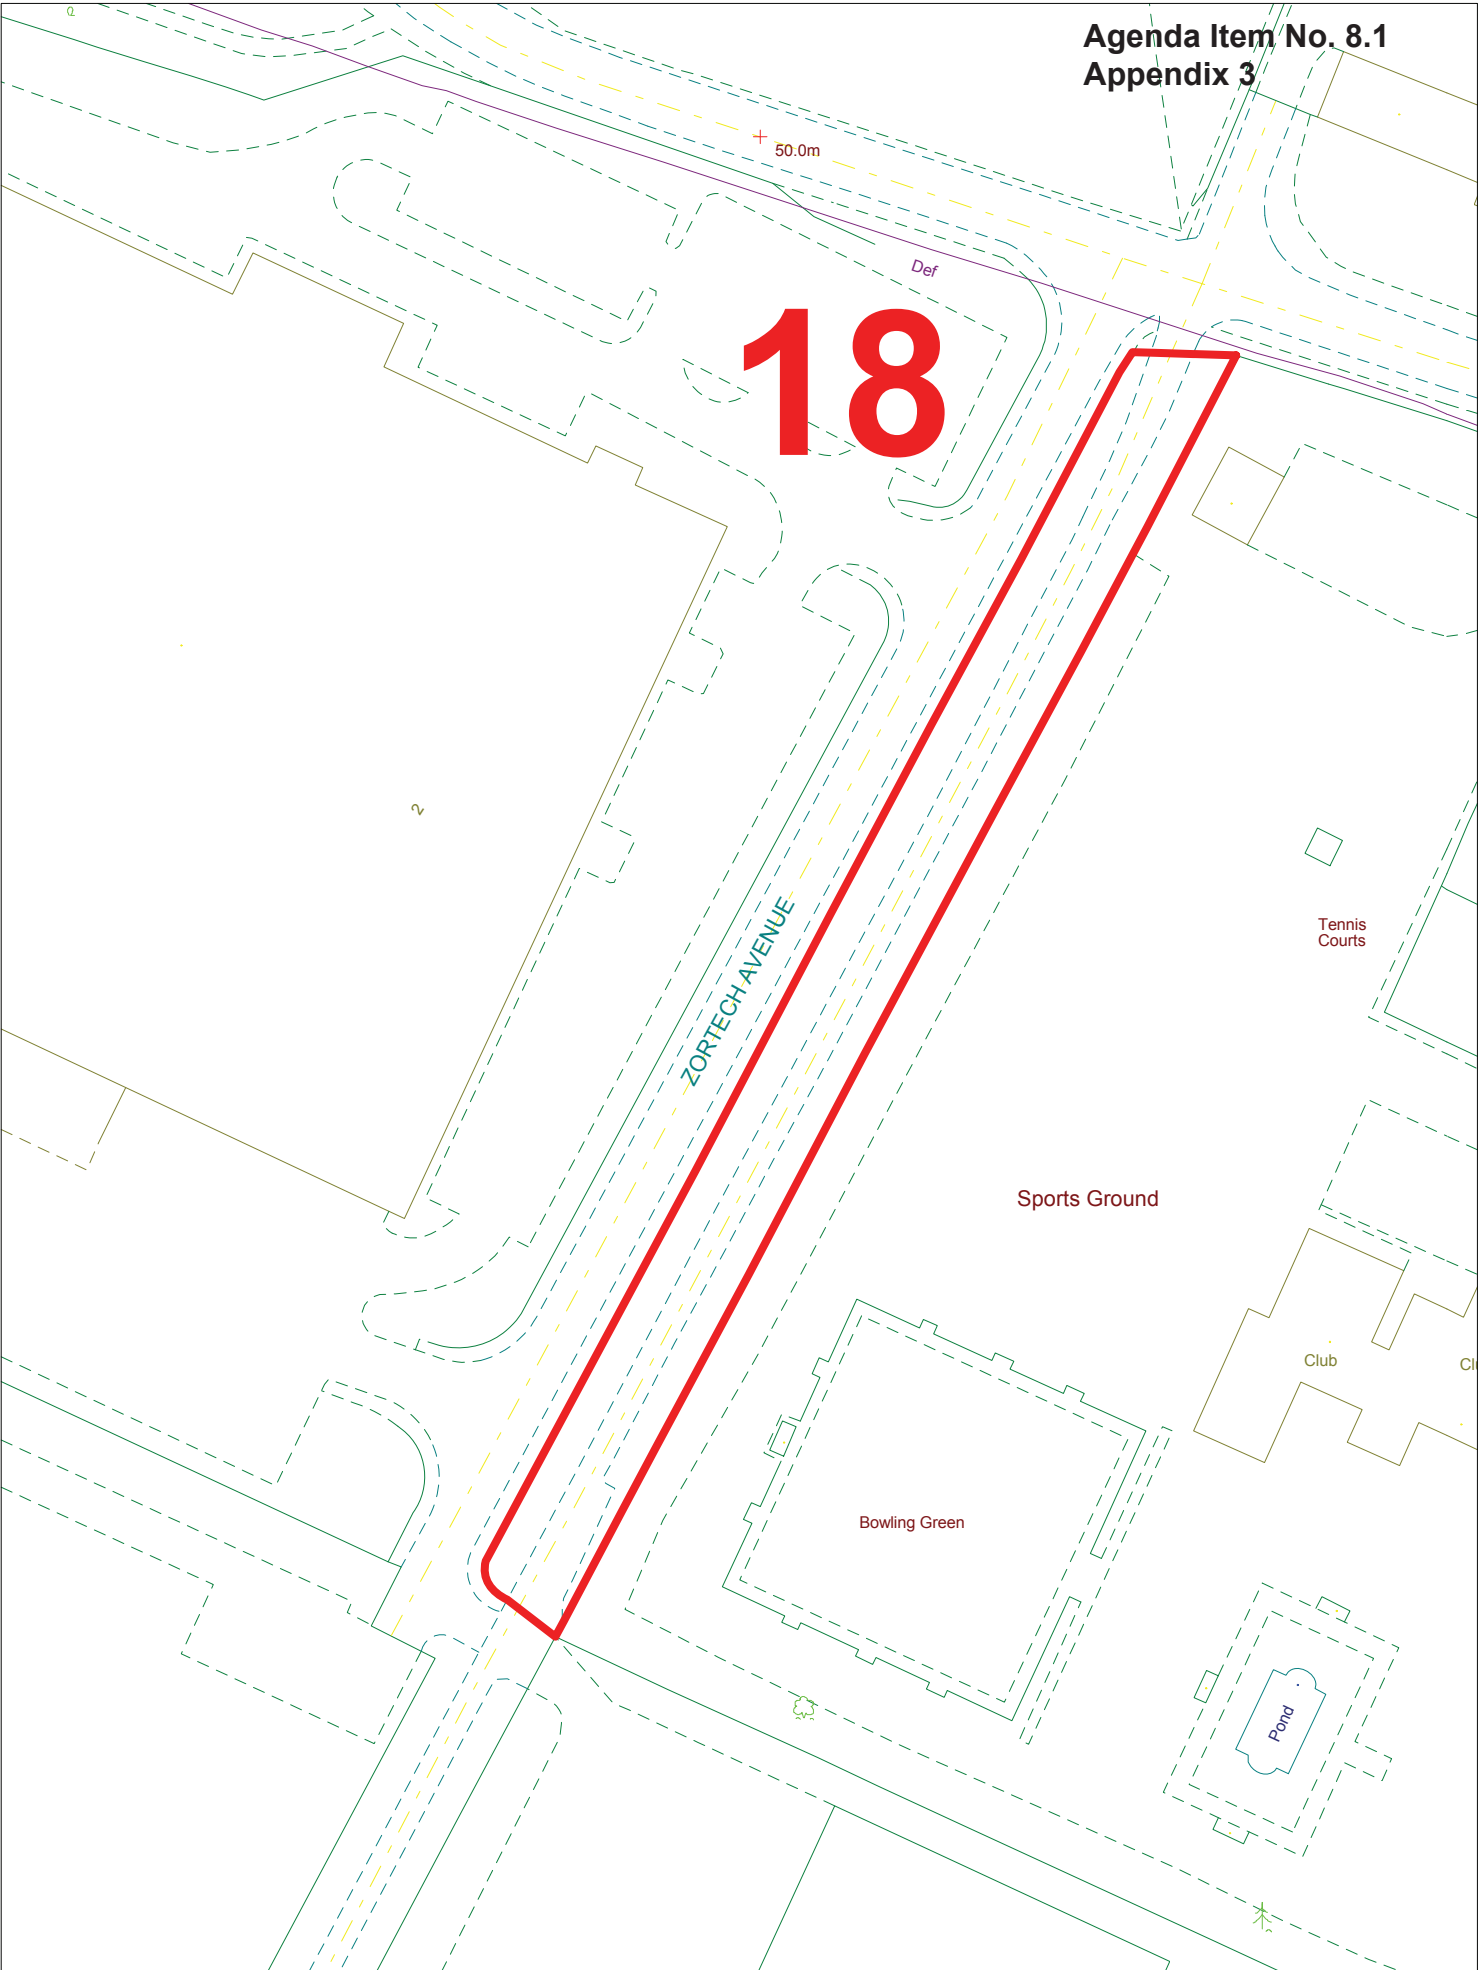 Agenda Item No. 8.1
Appendix 3
50.0m
Def
18
2
ZORTECH AVENUE
Tennis
Courts
Sports Ground
Club
Bowling Green
Pond